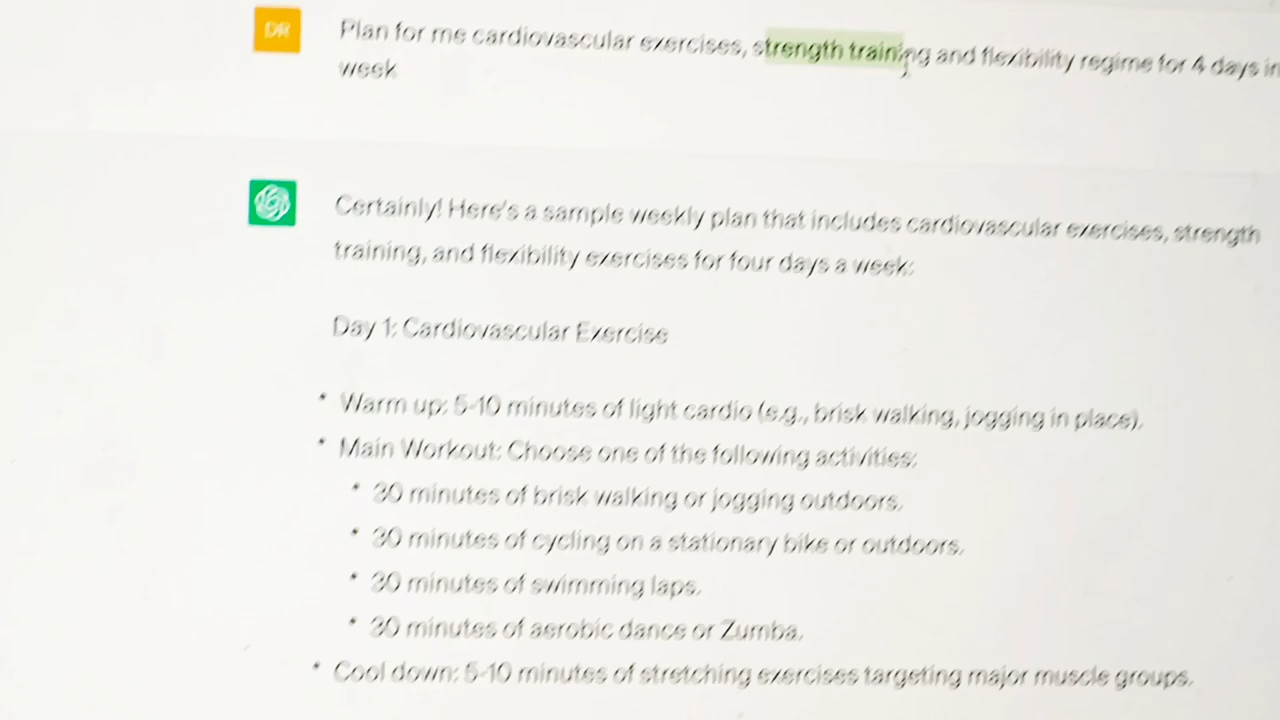 DR
Plan for me cardiovascular exercises, strength training and flexibility regime for 4 days in
week
Certainly! Here's a sample weekly plan that includes cardiovascular exercises, strength
training, and flexibility exercises for four days a week:
Day 1: Cardiovascular Exercise
• Warm up: 5-10 minutes of light cardio (e.g., brisk walking, jogging in place).
• Main Workout: Choose one of the following activities:
• 30 minutes of brisk walking or jogging outdoors.
• 30 minutes of cycling on a stationary bike or outdoors.
• 30 minutes of swimming laps.
• 30 minutes of aerobic dance or Zumba.
• Cool down: 5-10 minutes of stretching exercises targeting major muscle groups.